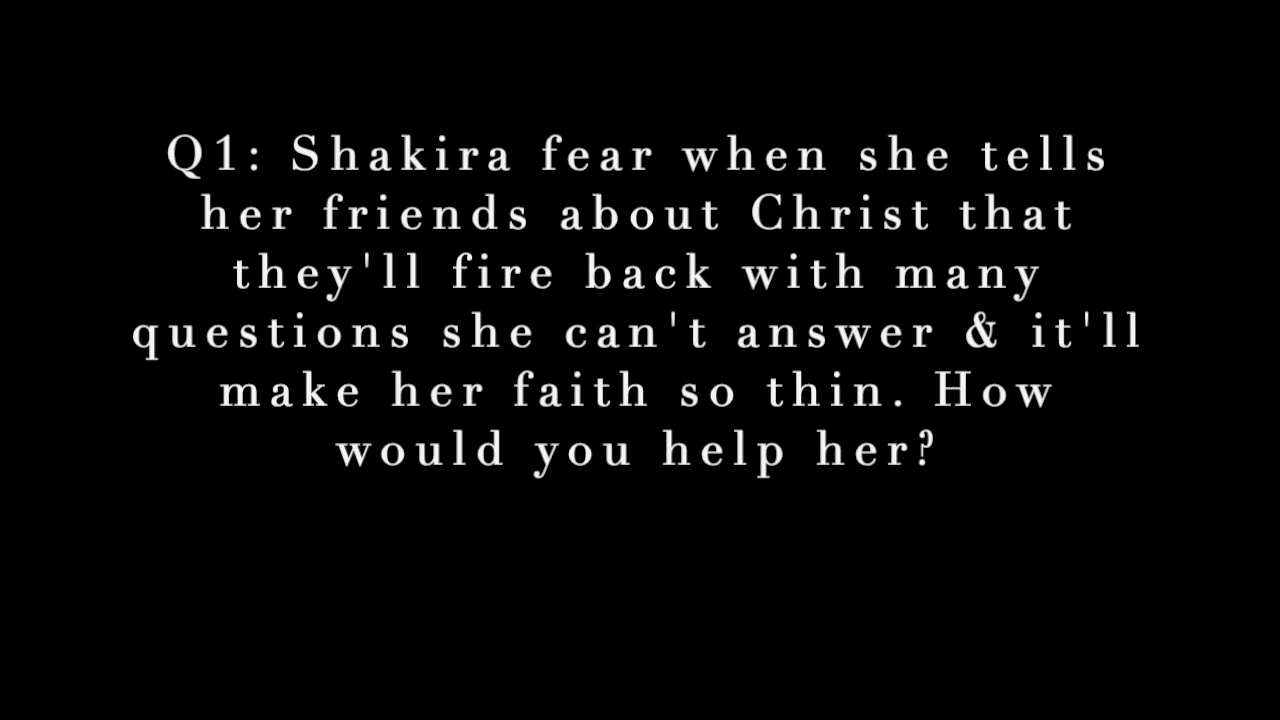 Q1: Shakira fear when she tells
her friends about Christ that
they'll fire back with many
questions she can't answer & it'll
make her faith so thin. How
would you help her?